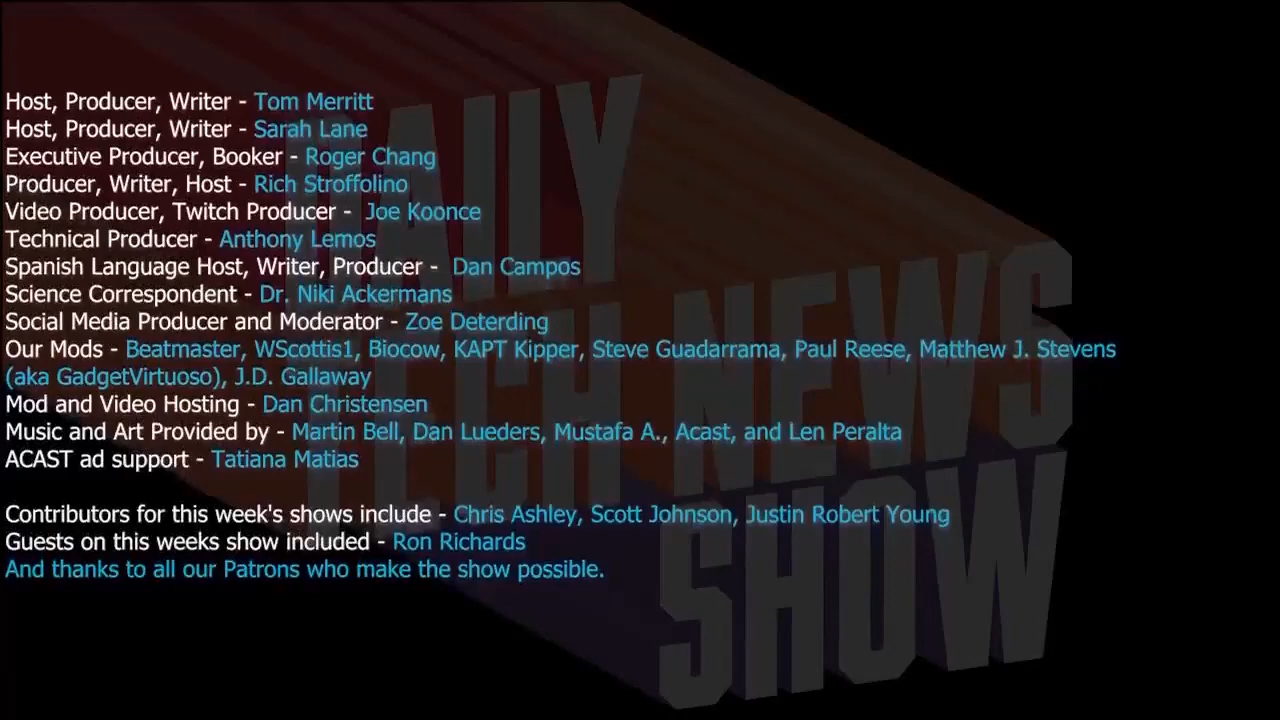 Host, Producer, Writer - Tom Merritt
Host, Producer, Writer - Sarah Lane
Executive Producer, Booker - Roger Chang
Producer, Writer, Host - Rich Stroffolino
Video Producer, Twitch Producer - Joe Koonce
Technical Producer - Anthony Lemos
Spanish Language Host, Writer, Producer - Dan Campos
Science Correspondent - Dr. Niki Ackermans
Social Media Producer and Moderator - Zoe Deterding
Our Mods - Beatmaster, WScottis1, Biocow, KAPT Kipper, Steve Guadarrama, Paul Reese, Matthew J. Stevens
(aka GadgetVirtuoso), J.D. Gallaway
Mod and Video Hosting - Dan Christensen
Music and Art Provided by - Martin Bell, Dan Lueders, Mustafa A., Acast, and Len Peralta
ACAST ad support - Tatiana Matias
Contributors for this week's shows include - Chris Ashley, Scott Johnson, Justin Robert Young
Guests on this weeks show included - Ron Richards
And thanks to all our Patrons who make the show possible.
DAILY
TECH NEWS
SHOW